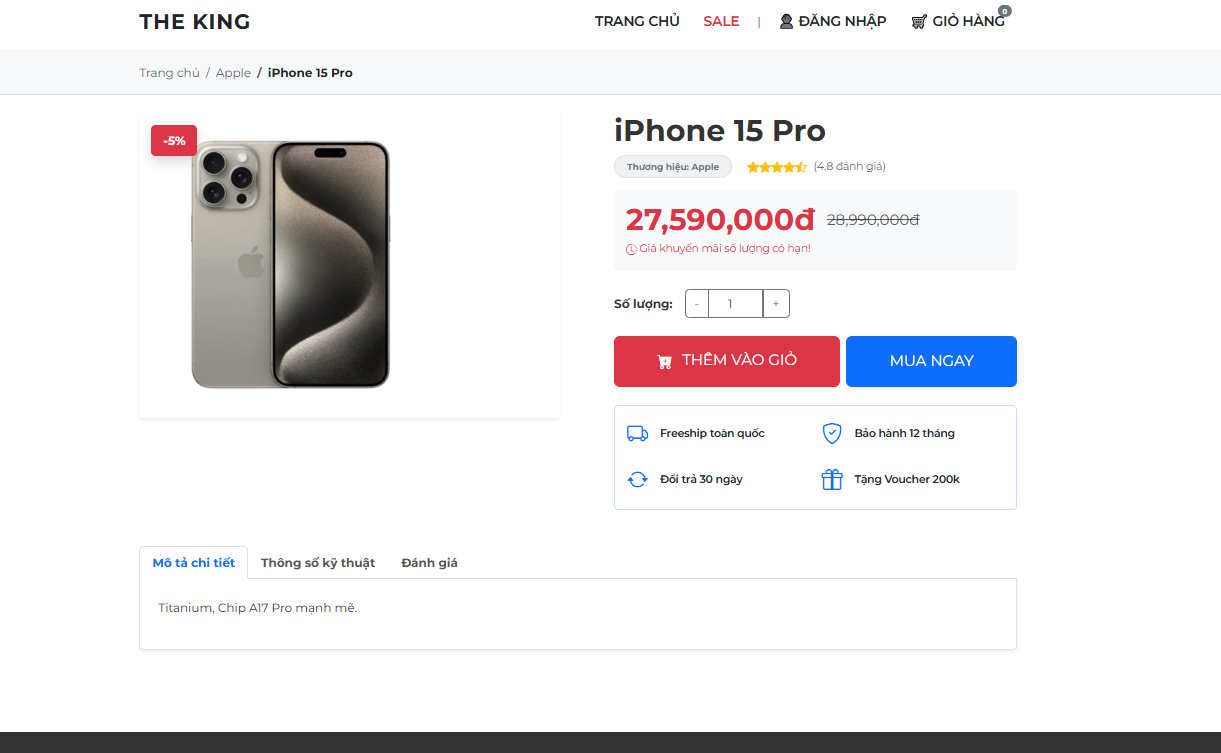 THE KING
TRANG CHỦ SALE | ĐĂNG NHẬP GIỎ HÀNG 0
Trang chủ / Apple / iPhone 15 Pro
-5%
iPhone 15 Pro
Thương hiệu: Apple (4.8 đánh giá)
27,590,000đ 28,990,000đ
Giá khuyến mãi số lượng có hạn!
Số lượng: - 1 +
THÊM VÀO GIỎ MUA NGAY
Freeship toàn quốc Bảo hành 12 tháng
Đổi trả 30 ngày Tặng Voucher 200k
Mô tả chi tiết Thông số kỹ thuật Đánh giá
Titanium, Chip A17 Pro mạnh mẽ.